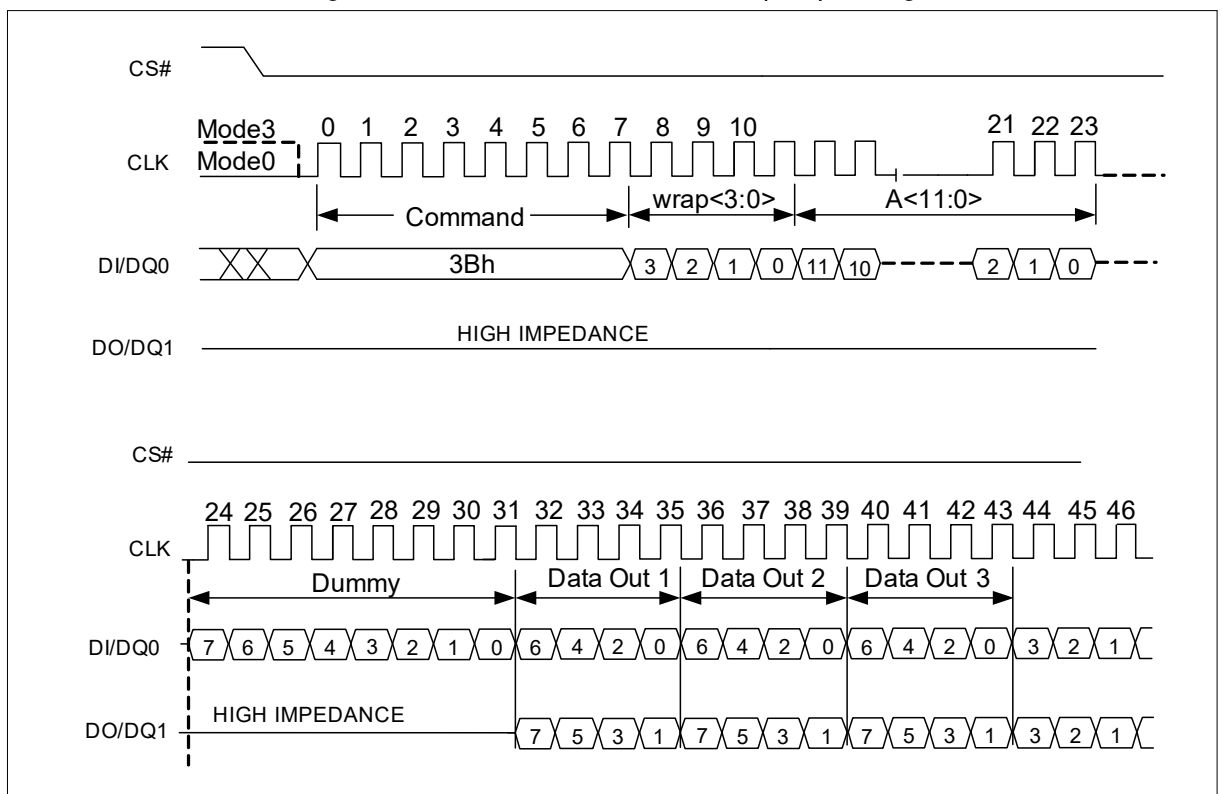 CS#
Mode3 0 1 2 3 4 5 6 7 8 9 10 21 22 23
CLK Mode0
Command wrap<3:0> A<11:0>
DI/DQ0 3Bh 3 2 1 0 11 10 2 1 0
HIGH IMPEDANCE
DO/DQ1
CS#
24 25 26 27 28 29 30 31 32 33 34 35 36 37 38 39 40 41 42 43 44 45 46
CLK
Dummy Data Out 1 Data Out 2 Data Out 3
DI/DQ0 7 6 5 4 3 2 1 0 6 4 2 0 6 4 2 0 6 4 2 0 3 2 1
HIGH IMPEDANCE
DO/DQ1 7 5 3 1 7 5 3 1 7 5 3 1 3 2 1